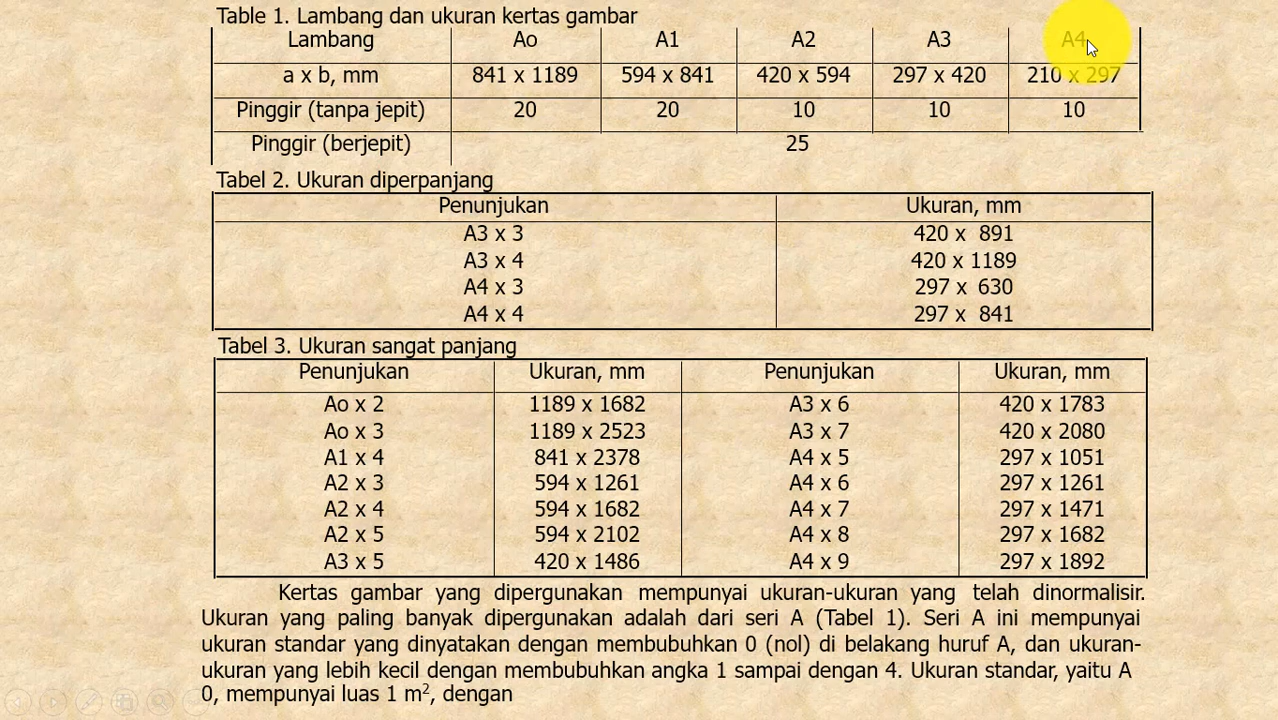 Table 1. Lambang dan ukuran kertas gambar
Lambang Ao A1 A2 A3 A4
a x b, mm 841 x 1189 594 x 841 420 x 594 297 x 420 210 x 297
Pinggir (tanpa jepit) 20 20 10 10 10
Pinggir (berjepit) 25
Tabel 2. Ukuran diperpanjang
Penunjukan Ukuran, mm
A3 x 3 420 x 891
A3 x 4 420 x 1189
A4 x 3 297 x 630
A4 x 4 297 x 841
Tabel 3. Ukuran sangat panjang
Penunjukan Ukuran, mm Penunjukan Ukuran, mm
Ao x 2 1189 x 1682 A3 x 6 420 x 1783
Ao x 3 1189 x 2523 A3 x 7 420 x 2080
A1 x 4 841 x 2378 A4 x 5 297 x 1051
A2 x 3 594 x 1261 A4 x 6 297 x 1261
A2 x 4 594 x 1682 A4 x 7 297 x 1471
A2 x 5 594 x 2102 A4 x 8 297 x 1682
A3 x 5 420 x 1486 A4 x 9 297 x 1892
Kertas gambar yang dipergunakan mempunyai ukuran-ukuran yang telah dinormalisir.
Ukuran yang paling banyak dipergunakan adalah dari seri A (Tabel 1). Seri A ini mempunyai
ukuran standar yang dinyatakan dengan membubuhkan 0 (nol) di belakang huruf A, dan ukuran-
ukuran yang lebih kecil dengan membubuhkan angka 1 sampai dengan 4. Ukuran standar, yaitu A
0, mempunyai luas 1 m², dengan